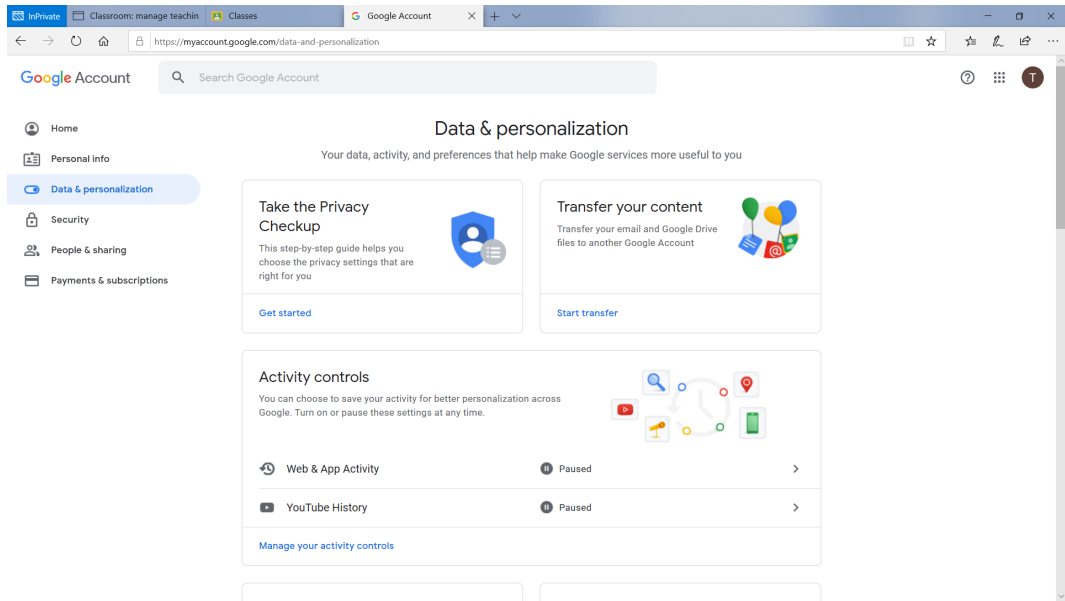 InPrivate
Classroom: manage teachin
Classes
Google Account
https://myaccount.google.com/data-and-personalization
Google Account
Search Google Account
T
Home
Personal info
Data & personalization
Security
People & sharing
Payments & subscriptions
Data & personalization
Your data, activity, and preferences that help make Google services more useful to you
Take the Privacy
Checkup
This step-by-step guide helps you
choose the privacy settings that are
right for you
Get started
Transfer your content
Transfer your email and Google Drive
files to another Google Account
Start transfer
Activity controls
You can choose to save your activity for better personalization across
Google. Turn on or pause these settings at any time.
Web & App Activity
Paused
YouTube History
Paused
Manage your activity controls